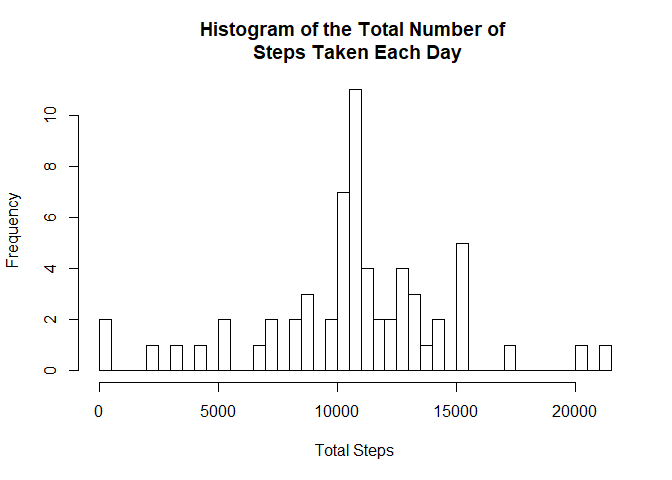 Histogram of the Total Number of
Steps Taken Each Day
Frequency
10
8
6
4
2
0
0 5000 10000 15000 20000
Total Steps